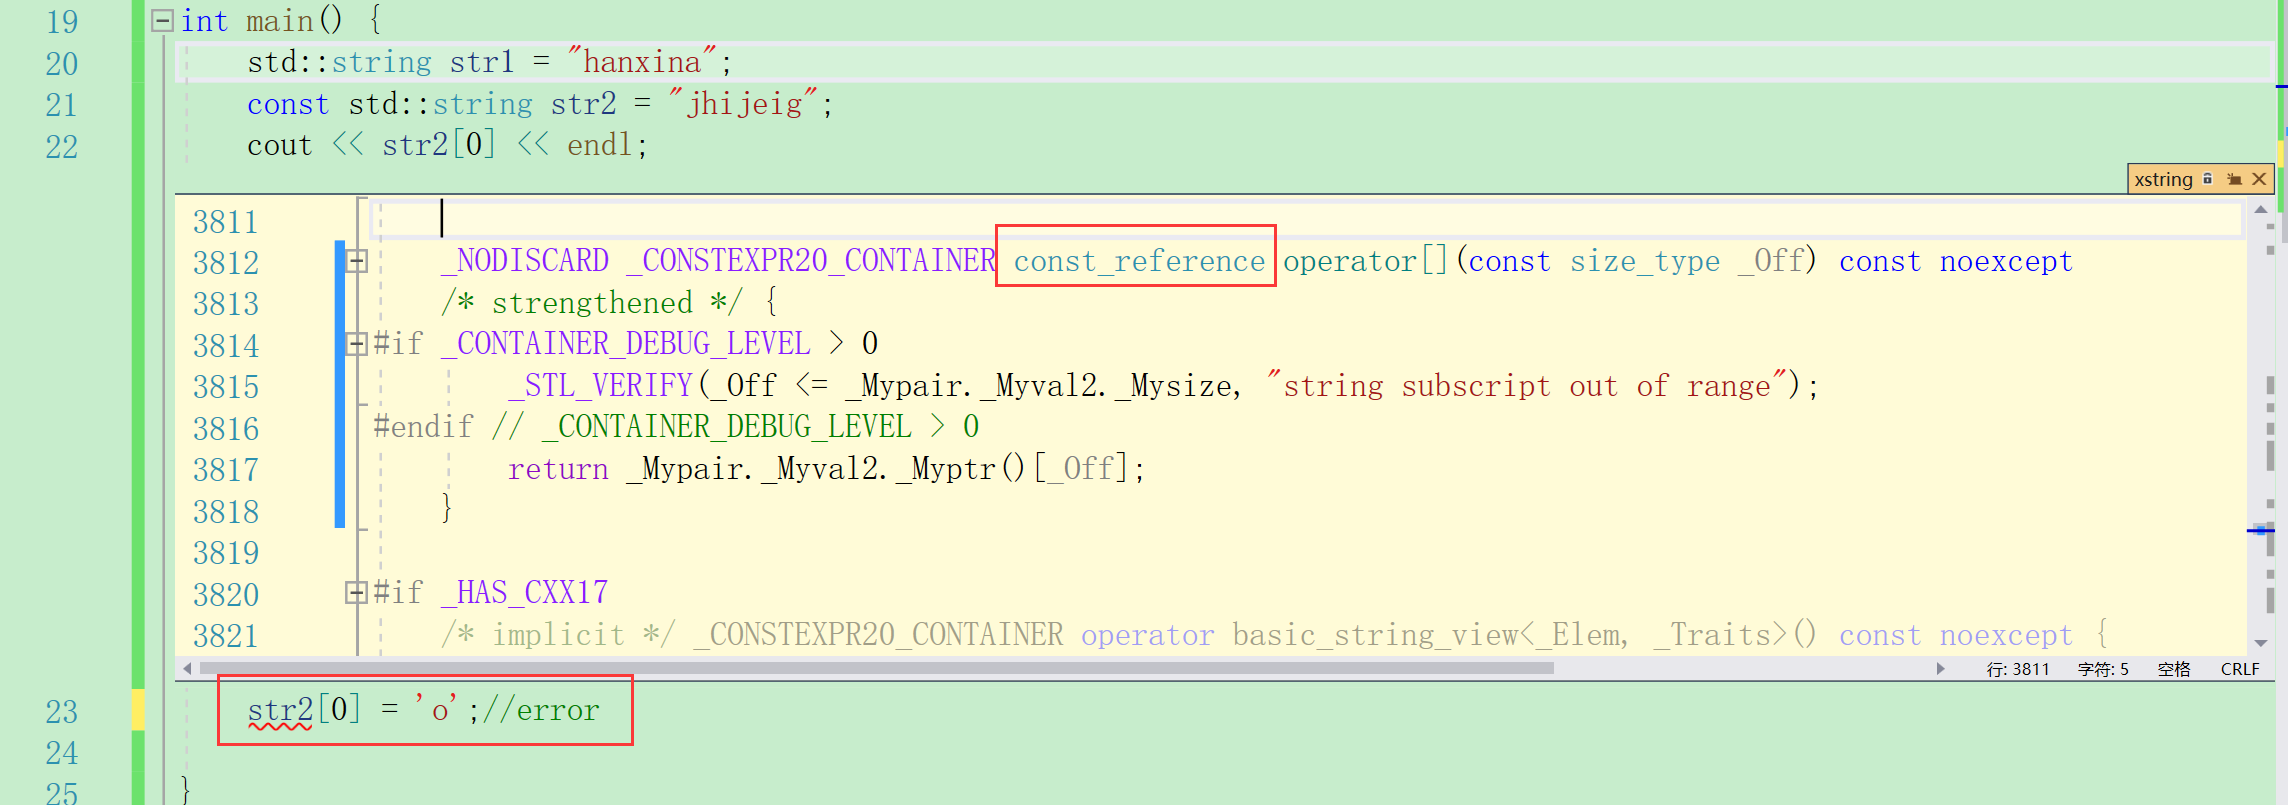 19 int main() {
20 std::string str1 = "hanxina";
21 const std::string str2 = "jhijeig";
22 cout << str2[0] << endl;
xstring
3811
3812 _NODISCARD _CONSTEXPR20_CONTAINER const_reference operator[](const size_type _Off) const noexcept
3813 /* strengthened */ {
3814 #if _CONTAINER_DEBUG_LEVEL > 0
3815 _STL_VERIFY(_Off <= _Mypair._Myval2._Mysize, "string subscript out of range");
3816 #endif // _CONTAINER_DEBUG_LEVEL > 0
3817 return _Mypair._Myval2._Myptr()[_Off];
3818 }
3819
3820 #if _HAS_CXX17
3821 /* implicit */ _CONSTEXPR20_CONTAINER operator basic_string_view<_Elem, _Traits>() const noexcept {
行: 3811 字符: 5 空格 CRLF
23 str2[0] = 'o';//error
24
25 }